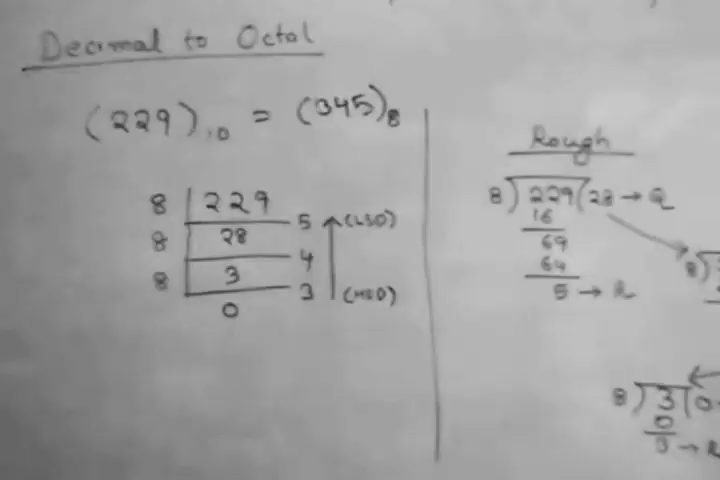 Decimal to Octal
(229)10 = (345)8
8 229
8 28 5 (LSD)
8 3 4
0 3 (MSD)
Rough
8) 229 (28 → Q
16
69
64
5 → R
8)
8) 3 (0
0
3 → R